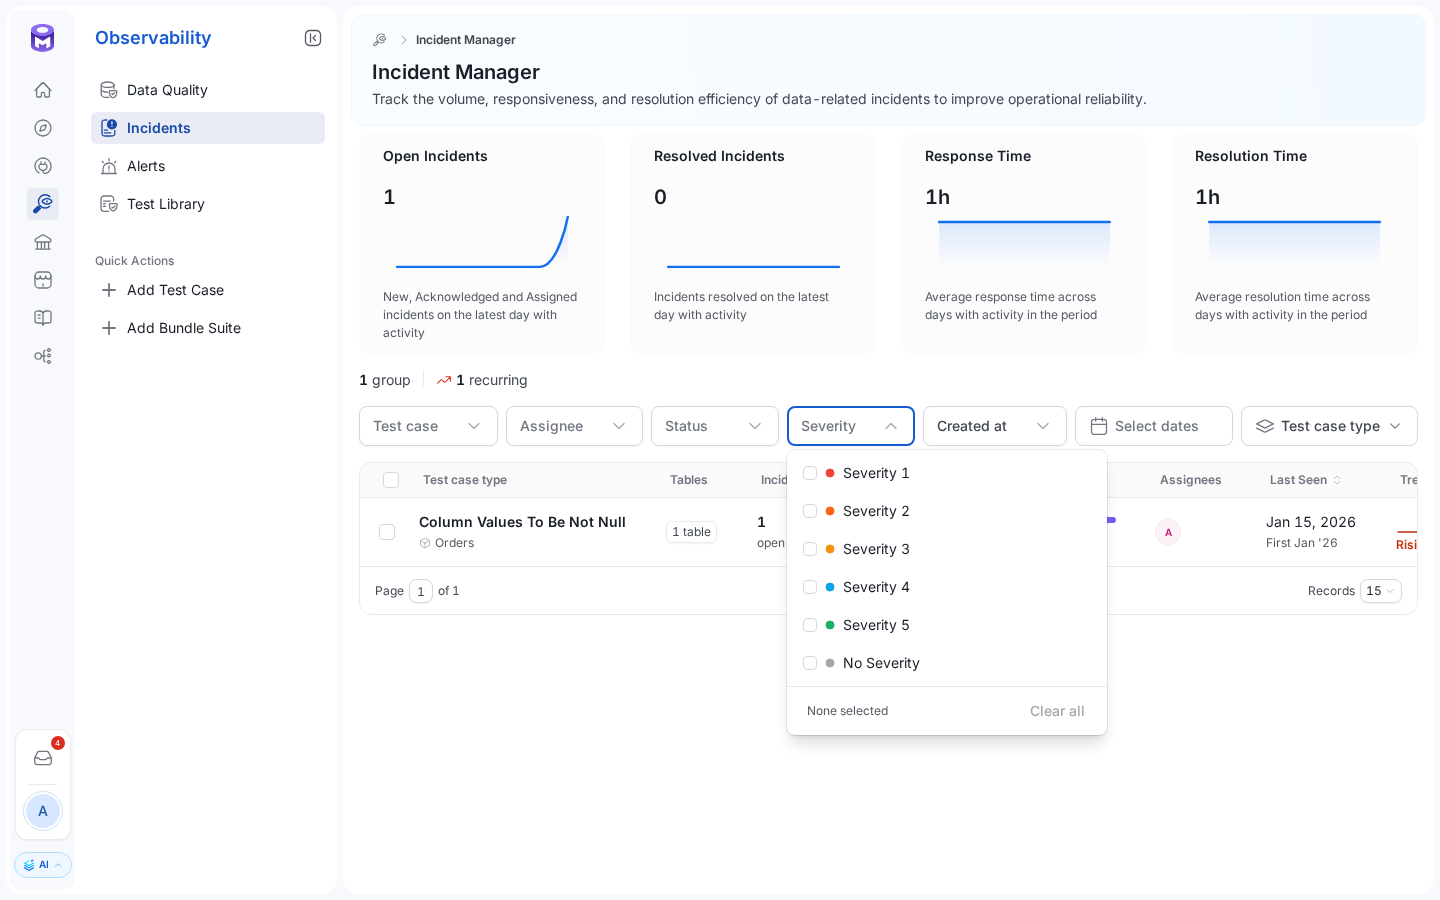 Observability
Data Quality
Incidents
Alerts
Test Library
Quick Actions
Add Test Case
Add Bundle Suite
4
A
AI
Incident Manager
Incident Manager
Track the volume, responsiveness, and resolution efficiency of data-related incidents to improve operational reliability.
Open Incidents
1
New, Acknowledged and Assigned
incidents on the latest day with
activity
Resolved Incidents
0
Incidents resolved on the latest
day with activity
Response Time
1h
Average response time across
days with activity in the period
Resolution Time
1h
Average resolution time across
days with activity in the period
1 group
1 recurring
Test case
Assignee
Status
Severity
Created at
Select dates
Test case type
Test case type
Tables
Assignees
Last Seen
Column Values To Be Not Null
Orders
1 table
1
open
A
Jan 15, 2026
First Jan '26
Page 1 of 1
Records 15
Severity 1
Severity 2
Severity 3
Severity 4
Severity 5
No Severity
None selected
Clear all